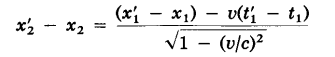 x′₂ − x₂ = (x′₁ − x₁) − v(t′₁ − t₁) / √1 − (v/c)²